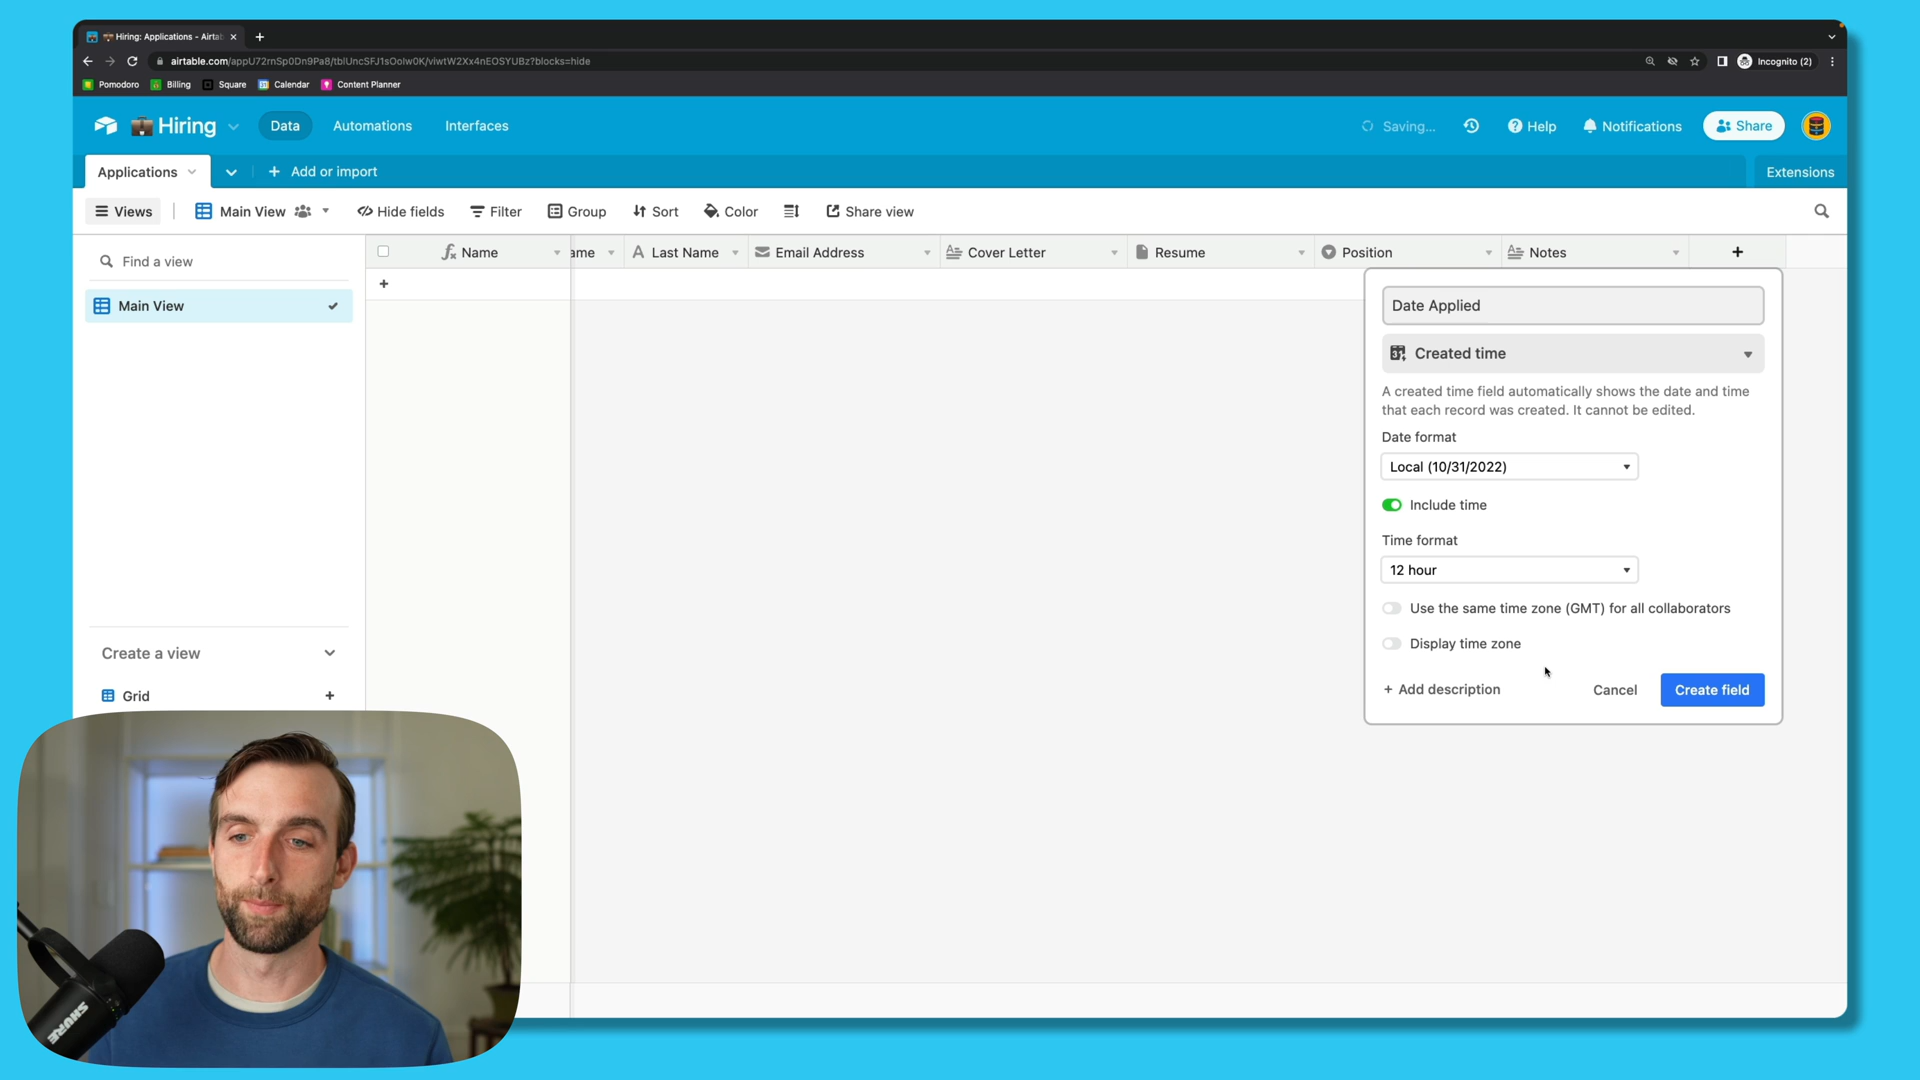 Hiring: Applications - Airta
airtable.com/appU72rnSp0Dn9Pa8/tblUncSFJ1sOolw0K/viwtW2Xx4nEOSYUBz?blocks=hide
Incognito (2)
Pomodoro
Billing
Square
Calendar
Content Planner
Hiring
Data
Automations
Interfaces
Saving...
Help
Notifications
Share
Applications
+ Add or import
Extensions
Views
Main View
Hide fields
Filter
Group
Sort
Color
Share view
Find a view
Name
ame
Last Name
Email Address
Cover Letter
Resume
Position
Notes
+
+
Main View
Date Applied
Created time
A created time field automatically shows the date and time
that each record was created. It cannot be edited.
Date format
Local (10/31/2022)
Include time
Time format
12 hour
Use the same time zone (GMT) for all collaborators
Display time zone
+ Add description
Cancel
Create field
Create a view
Grid +
SHURE